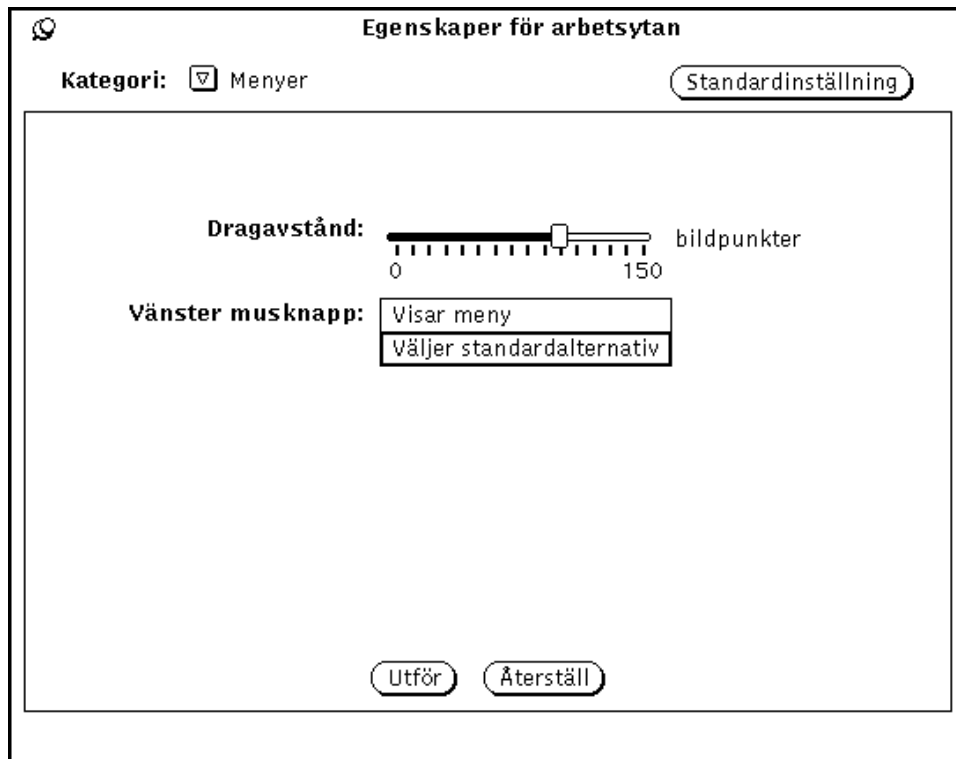 Egenskaper för arbetsytan
Kategori: Menyer Standardinställning
Dragavstånd: bildpunkter
0 150
Vänster musknapp: Visar meny
Väljer standardalternativ
Utför Återställ